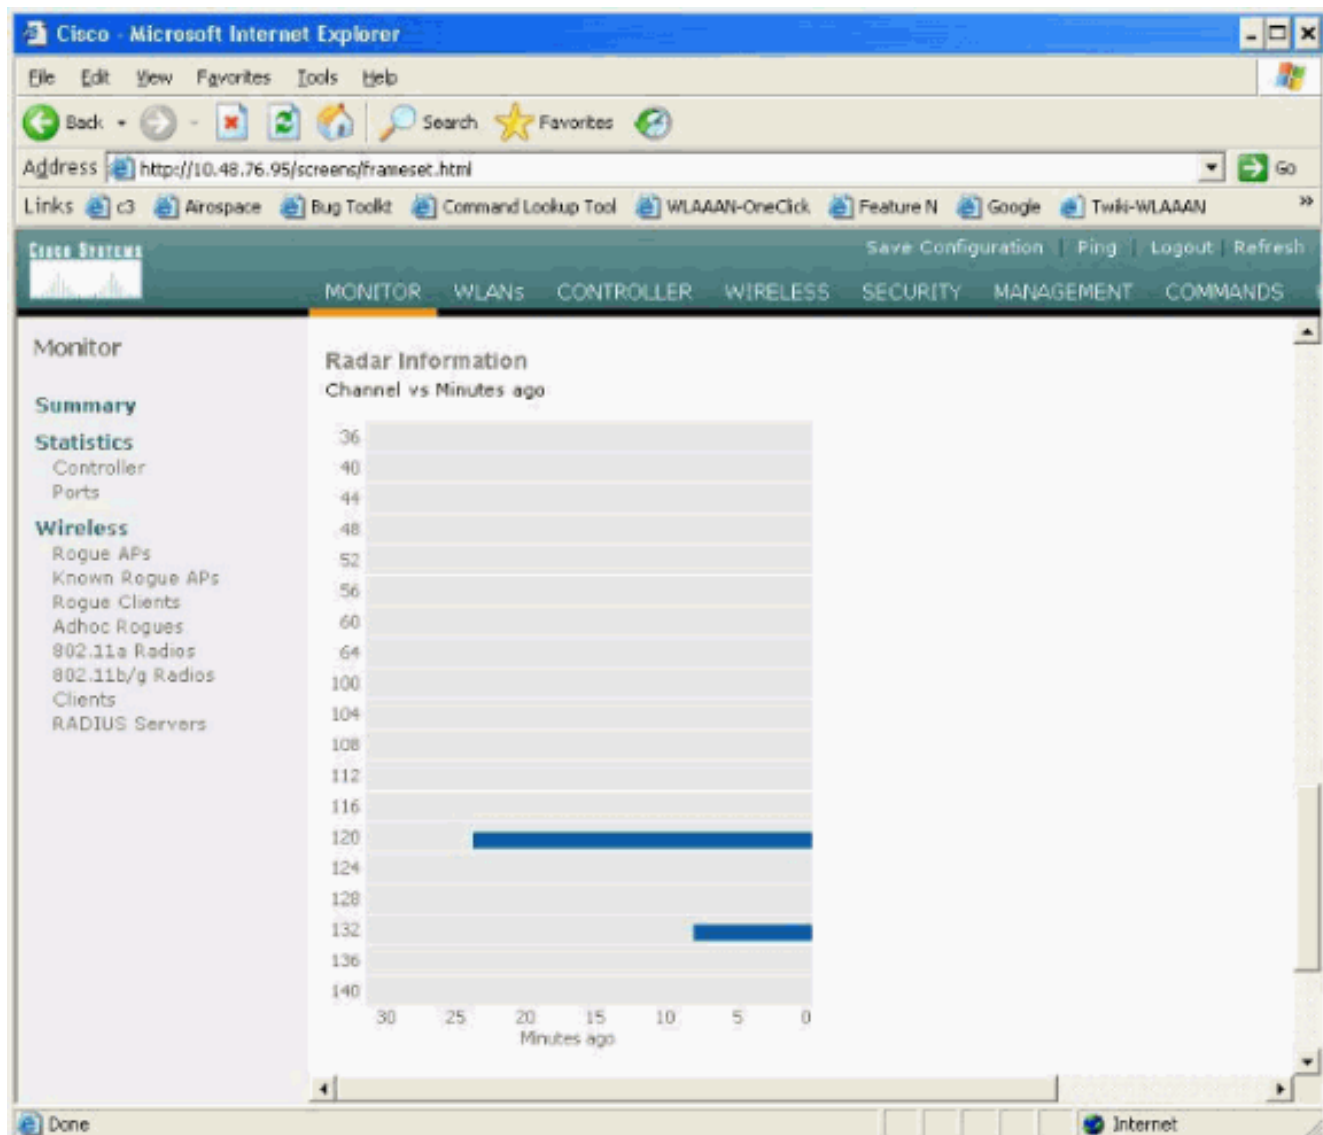 Cisco - Microsoft Internet Explorer
File Edit View Favorites Tools Help
Back Search Favorites
Address http://10.48.76.95/screens/frameset.html Go
Links c3 Airospace Bug Toolkit Command Lookup Tool WLAAAN-OneClick Feature N Google Twiki-WLAAAN »
CISCO SYSTEMS
Save Configuration | Ping | Logout | Refresh
MONITOR WLANs CONTROLLER WIRELESS SECURITY MANAGEMENT COMMANDS
Monitor
Summary
Statistics
Controller
Ports
Wireless
Rogue APs
Known Rogue APs
Rogue Clients
Adhoc Rogues
802.11a Radios
802.11b/g Radios
Clients
RADIUS Servers
Radar Information
Channel vs Minutes ago
36
40
44
48
52
56
60
64
100
104
108
112
116
120
124
128
132
136
140
30 25 20 15 10 5 0
Minutes ago
Done Internet